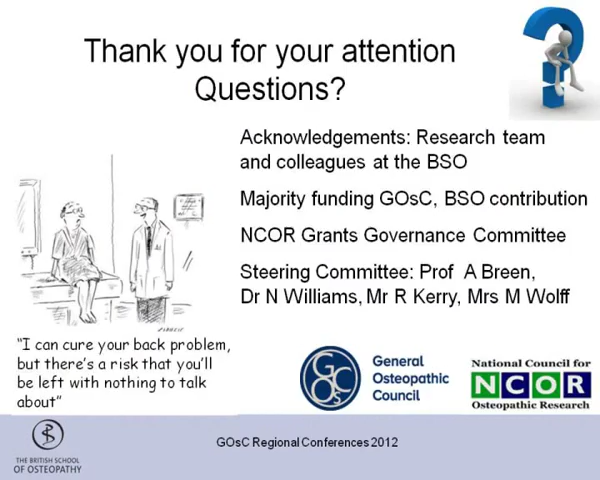 Thank you for your attention
Questions?
Acknowledgements: Research team
and colleagues at the BSO
Majority funding GOsC, BSO contribution
NCOR Grants Governance Committee
Steering Committee: Prof A Breen,
Dr N Williams, Mr R Kerry, Mrs M Wolff
"I can cure your back problem,
but there's a risk that you'll
be left with nothing to talk
about"
GOsC
General
Osteopathic
Council
National Council for
NCOR
Osteopathic Research
THE BRITISH SCHOOL
OF OSTEOPATHY
GOsC Regional Conferences 2012